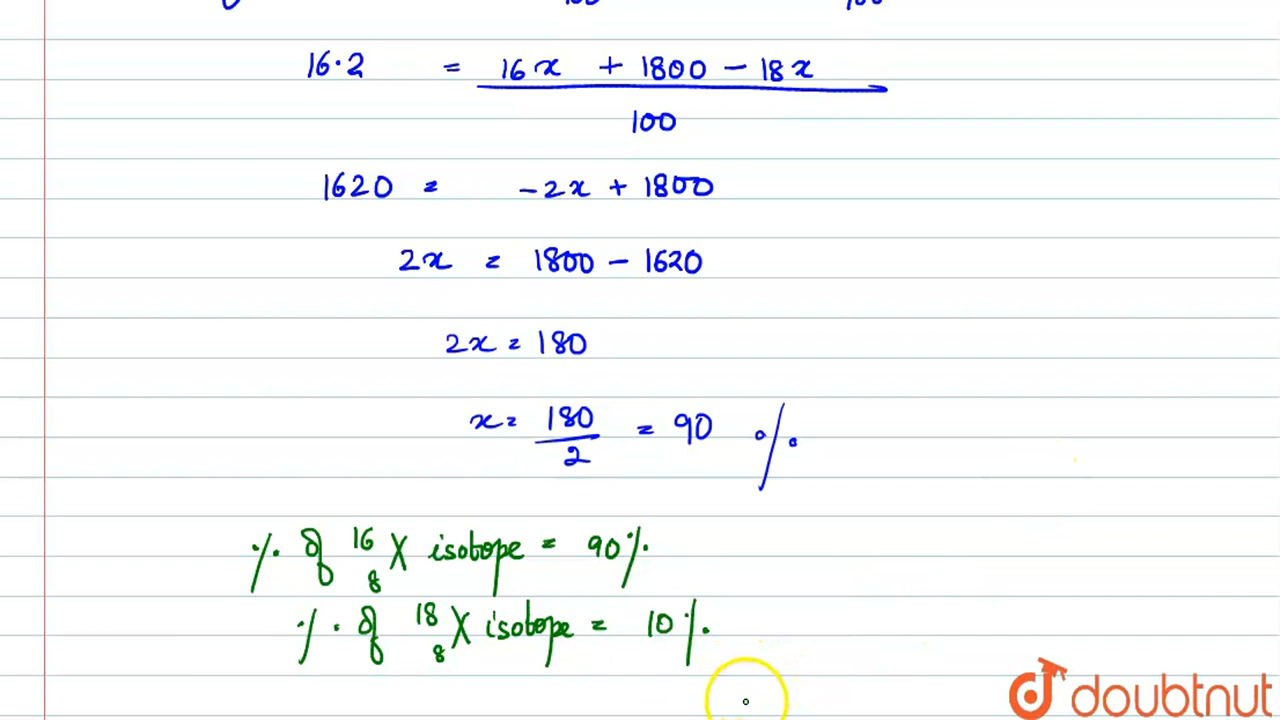 16·2 = 16x + 1800 - 18x
100
1620 = -2x + 1800
2x = 1800 - 1620
2x = 180
x = 180 = 90 %
2
% of 16 8 X isotope = 90%
%. of 18 8 X isotope = 10%.
doubtnut